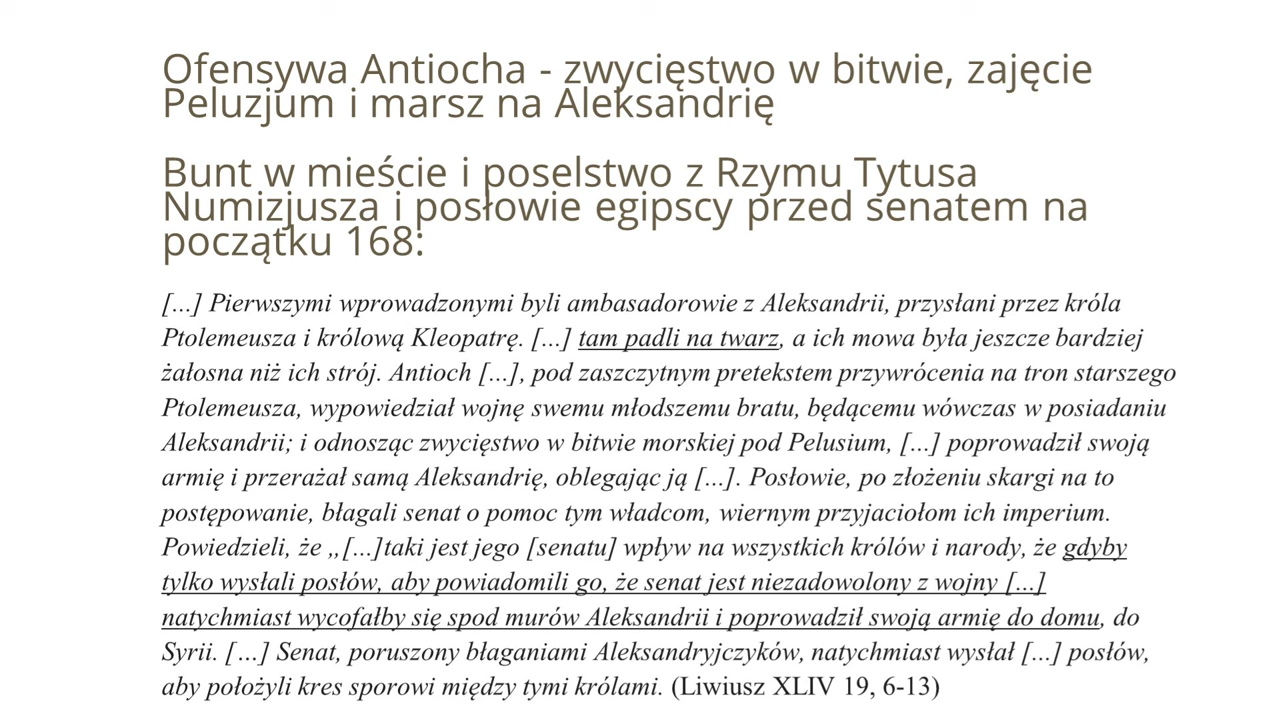 Ofensywa Antiocha - zwycięstwo w bitwie, zajęcie
Peluzjum i marsz na Aleksandrię
Bunt w mieście i poselstwo z Rzymu Tytusa
Numizjusza i posłowie egipscy przed senatem na
początku 168:
[...] Pierwszymi wprowadzonymi byli ambasadorowie z Aleksandrii, przysłani przez króla
Ptolemeusza i królową Kleopatrę. [...] tam padli na twarz, a ich mowa była jeszcze bardziej
żałosna niż ich strój. Antioch [...], pod zaszczytnym pretekstem przywrócenia na tron starszego
Ptolemeusza, wypowiedział wojnę swemu młodszemu bratu, będącemu wówczas w posiadaniu
Aleksandrii; i odnosząc zwycięstwo w bitwie morskiej pod Pelusium, [...] poprowadził swoją
armię i przerażał samą Aleksandrię, oblegając ją [...]. Posłowie, po złożeniu skargi na to
postępowanie, błagali senat o pomoc tym władcom, wiernym przyjaciołom ich imperium.
Powiedzieli, że „[...]taki jest jego [senatu] wpływ na wszystkich królów i narody, że gdyby
tylko wysłali posłów, aby powiadomili go, że senat jest niezadowolony z wojny [...]
natychmiast wycofałby się spod murów Aleksandrii i poprowadził swoją armię do domu, do
Syrii. [...] Senat, poruszony błaganiami Aleksandryjczyków, natychmiast wysłał [...] posłów,
aby położyli kres sporowi między tymi królami. (Liwiusz XLIV 19, 6-13)